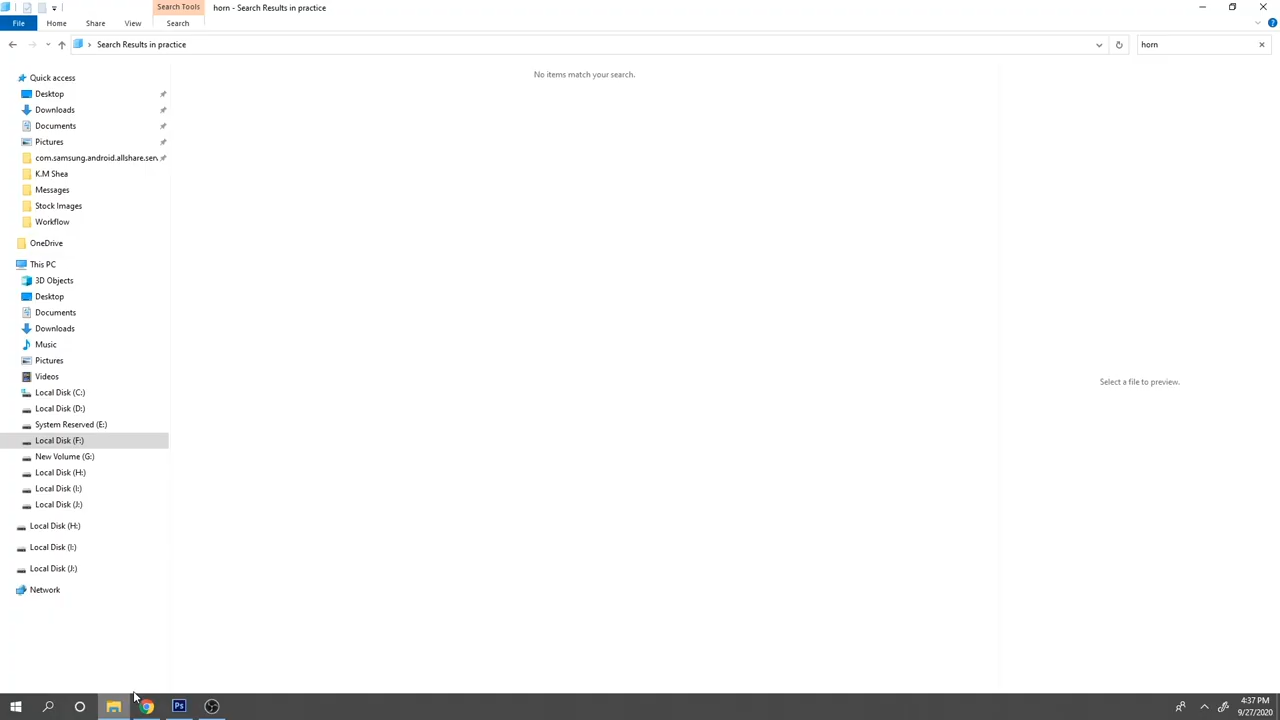 Search Tools
horn - Search Results in practice
File
Home
Share
View
Search
Search Results in practice
horn
Quick access
Desktop
Downloads
Documents
Pictures
com.samsung.android.allshare.serv
K.M Shea
Messages
Stock Images
Workflow
OneDrive
This PC
3D Objects
Desktop
Documents
Downloads
Music
Pictures
Videos
Local Disk (C:)
Local Disk (D:)
System Reserved (E:)
Local Disk (F:)
New Volume (G:)
Local Disk (H:)
Local Disk (I:)
Local Disk (J:)
Local Disk (H:)
Local Disk (I:)
Local Disk (J:)
Network
No items match your search.
Select a file to preview.
Ps
4:37 PM
9/27/2020